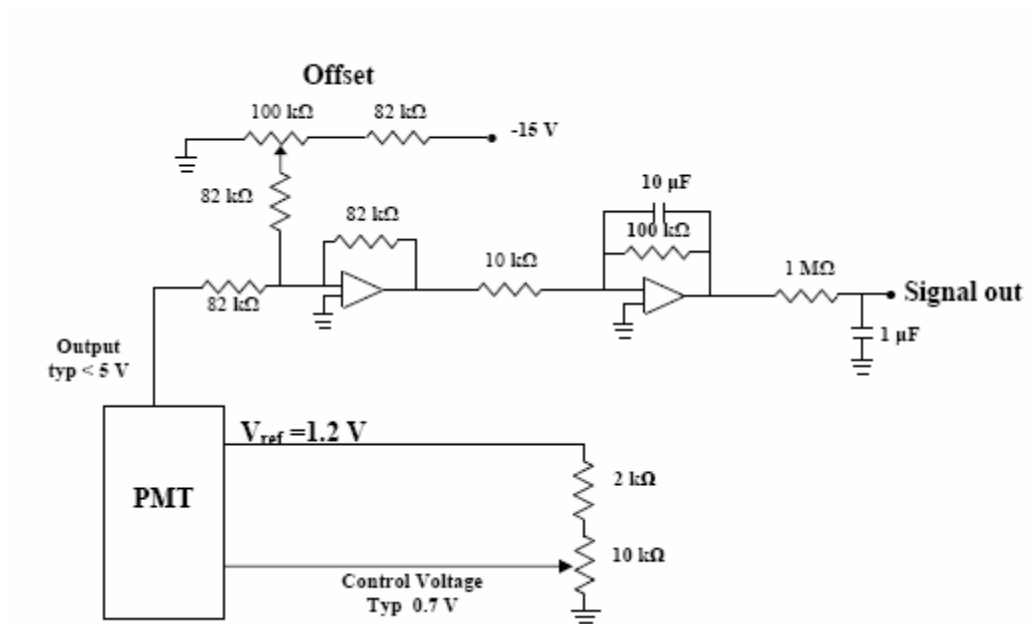 Offset
100 kΩ
82 kΩ
-15 V
82 kΩ
82 kΩ
10 µF
100 kΩ
10 kΩ
1 MΩ
82 kΩ
Signal out
1 µF
Output
typ < 5 V
Vref =1.2 V
PMT
2 kΩ
10 kΩ
Control Voltage
Typ 0.7 V